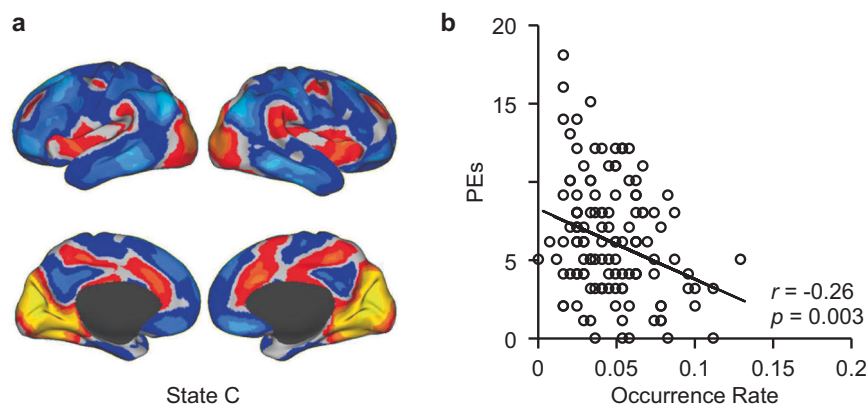 a
State C
b
20
15
10
5
0
PEs
r = -0.26
p = 0.003
0
0.05
0.1
0.15
0.2
Occurrence Rate